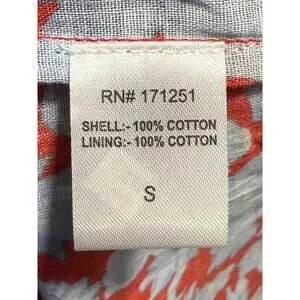 RN# 171251
SHELL:- 100% COTTON
LINING:- 100% COTTON
S